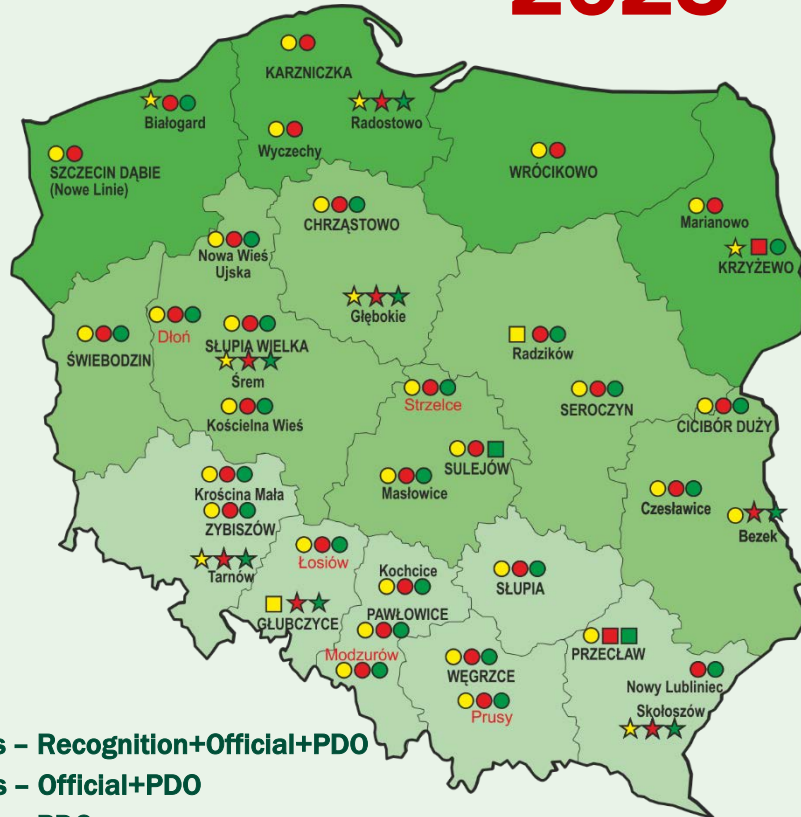 KARZNICZKA
Białogard
Radostowo
Wyczechy
SZCZECIN DĄBIE
(Nowe Linie)
WRÓCIKOWO
CHRZĄSTOWO
Marianowo
Nowa Wieś
Ujska
KRZYŻEWO
Głębokie
Dłoń
SŁUPIA WIELKA
ŚWIEBODZIN
Radzików
Śrem
Strzelce
SEROCZYN
Kościelna Wieś
CICIBÓR DUŻY
SULEJÓW
Krościna Mała
Masłowice
Czesławice
ZYBISZÓW
Bezek
Łosiów
Tarnów
Kochcice
SŁUPIA
PAWŁOWICE
GŁUBCZYCE
Modzurów
PRZECŁAW
WĘGRZCE
Nowy Lubliniec
Skołoszów
Prusy
s – Recognition+Official+PDO
s – Official+PDO